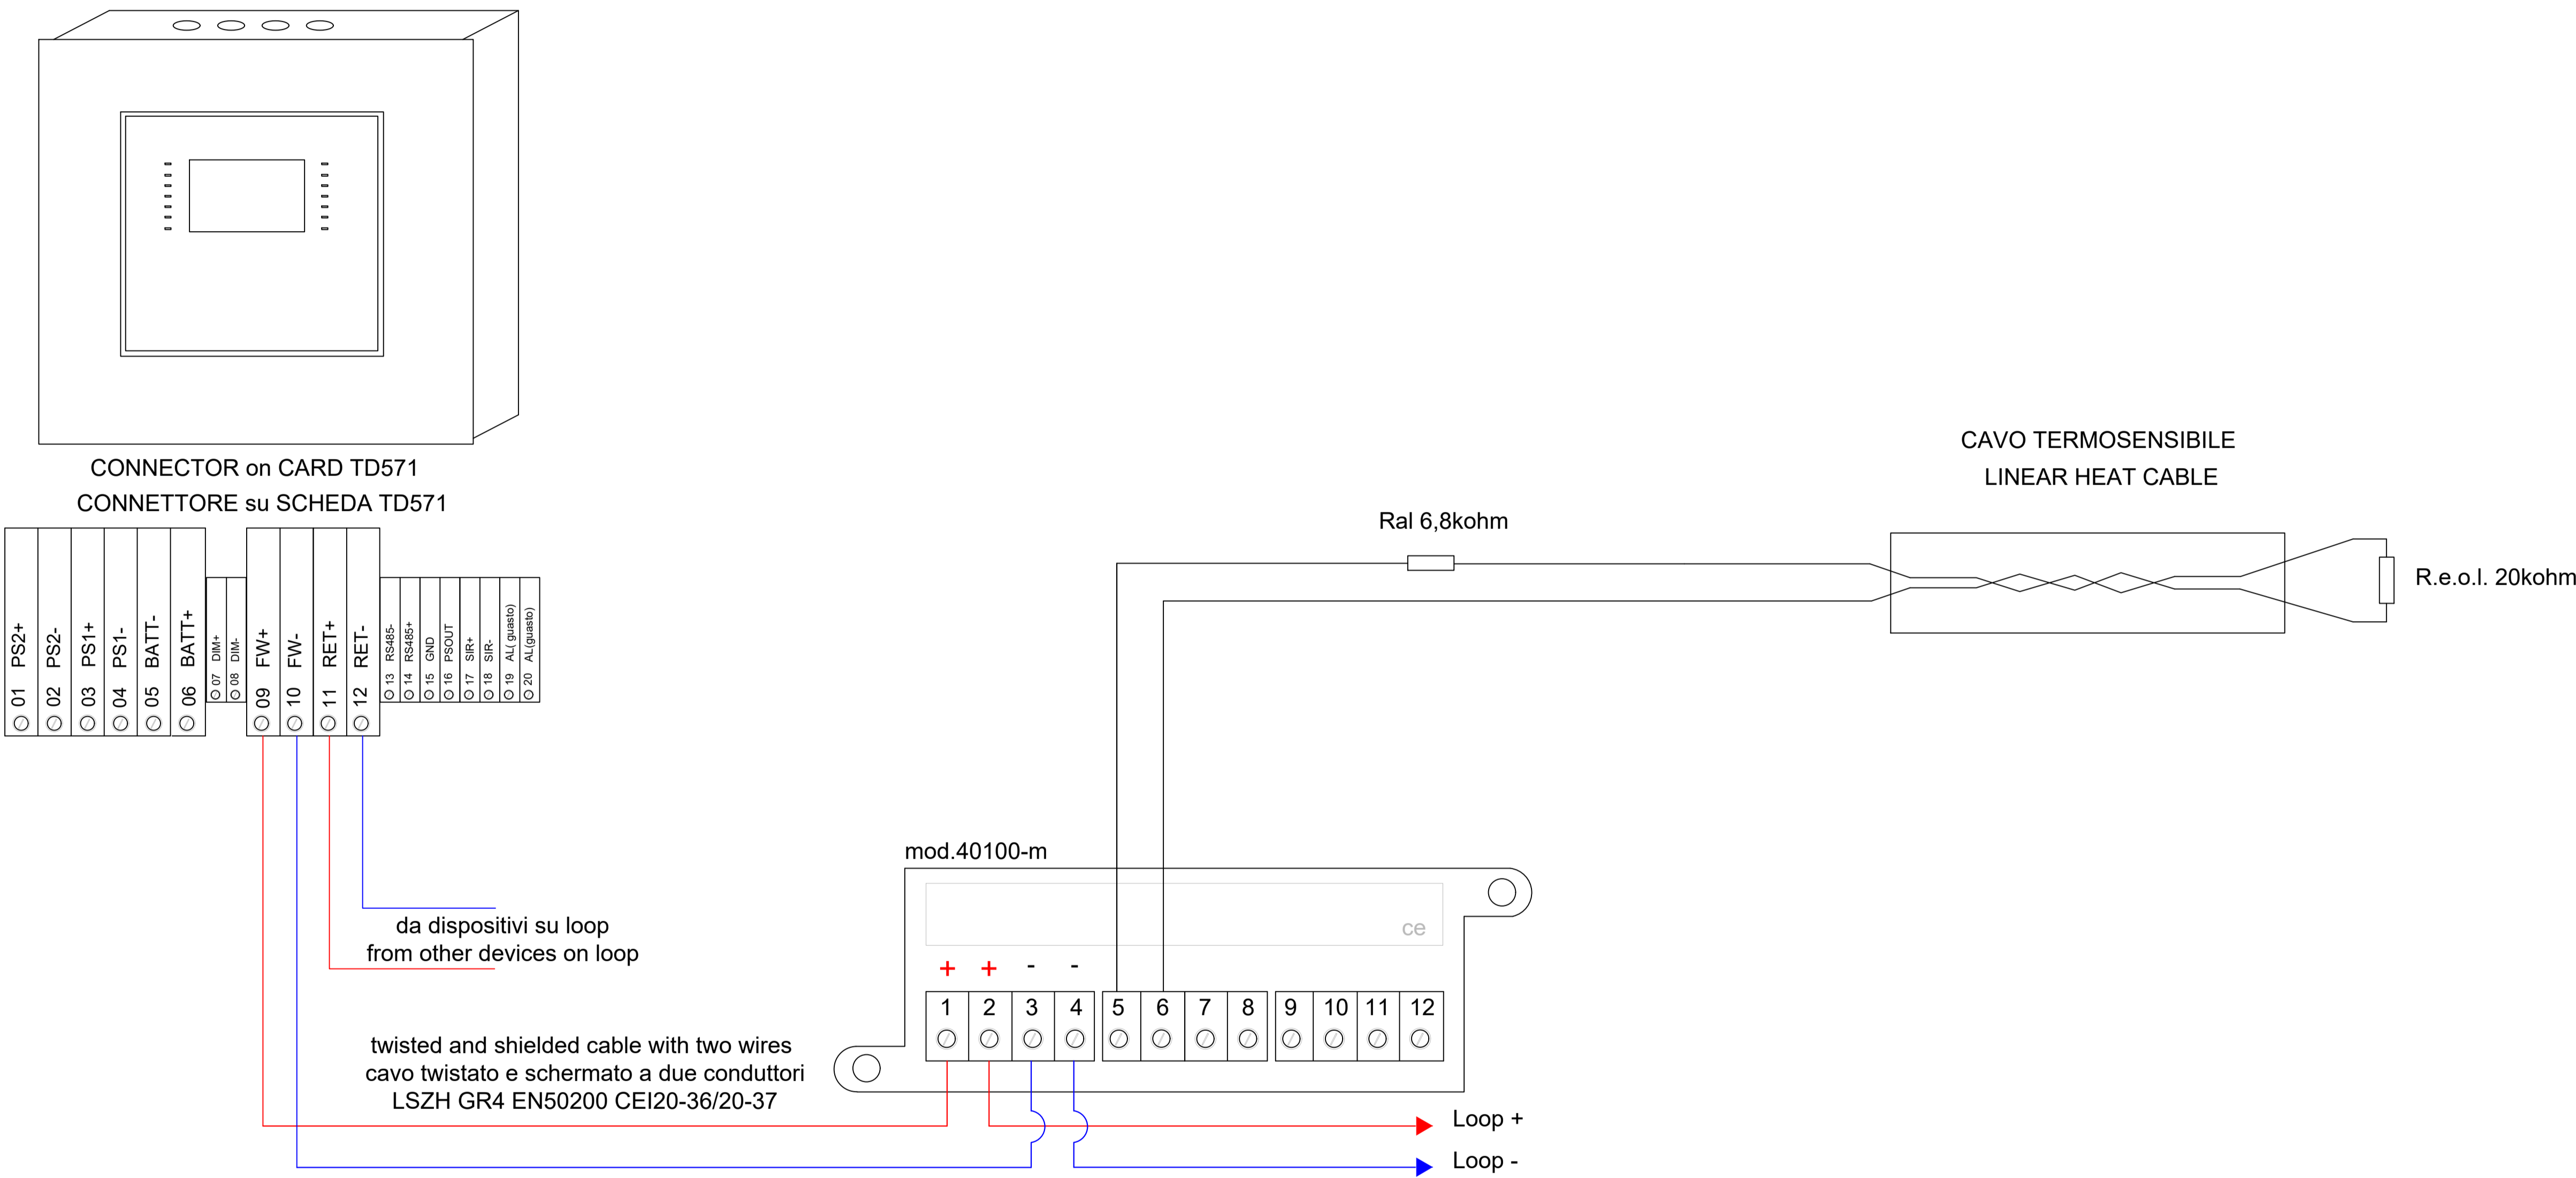 CONNECTOR on CARD TD571
CONNETTORE su SCHEDA TD571
01 PS2+
02 PS2-
03 PS1+
04 PS1-
05 BATT-
06 BATT+
07 DIM+
08 DIM-
09 FW+
10 FW-
11 RET+
12 RET-
13 RS485-
14 RS485+
15 GND
16 PSOUT
17 SIR+
18 SIR-
19 AL( guasto)
20 AL(guasto)
da dispositivi su loop
from other devices on loop
twisted and shielded cable with two wires
cavo twistato e schermato a due conduttori
LSZH GR4 EN50200 CEI20-36/20-37
CAVO TERMOSENSIBILE
LINEAR HEAT CABLE
Ral 6,8kohm
R.e.o.l. 20kohm
mod.40100-m
ce
+ + - -
1 2 3 4 5 6 7 8 9 10 11 12
Loop +
Loop -